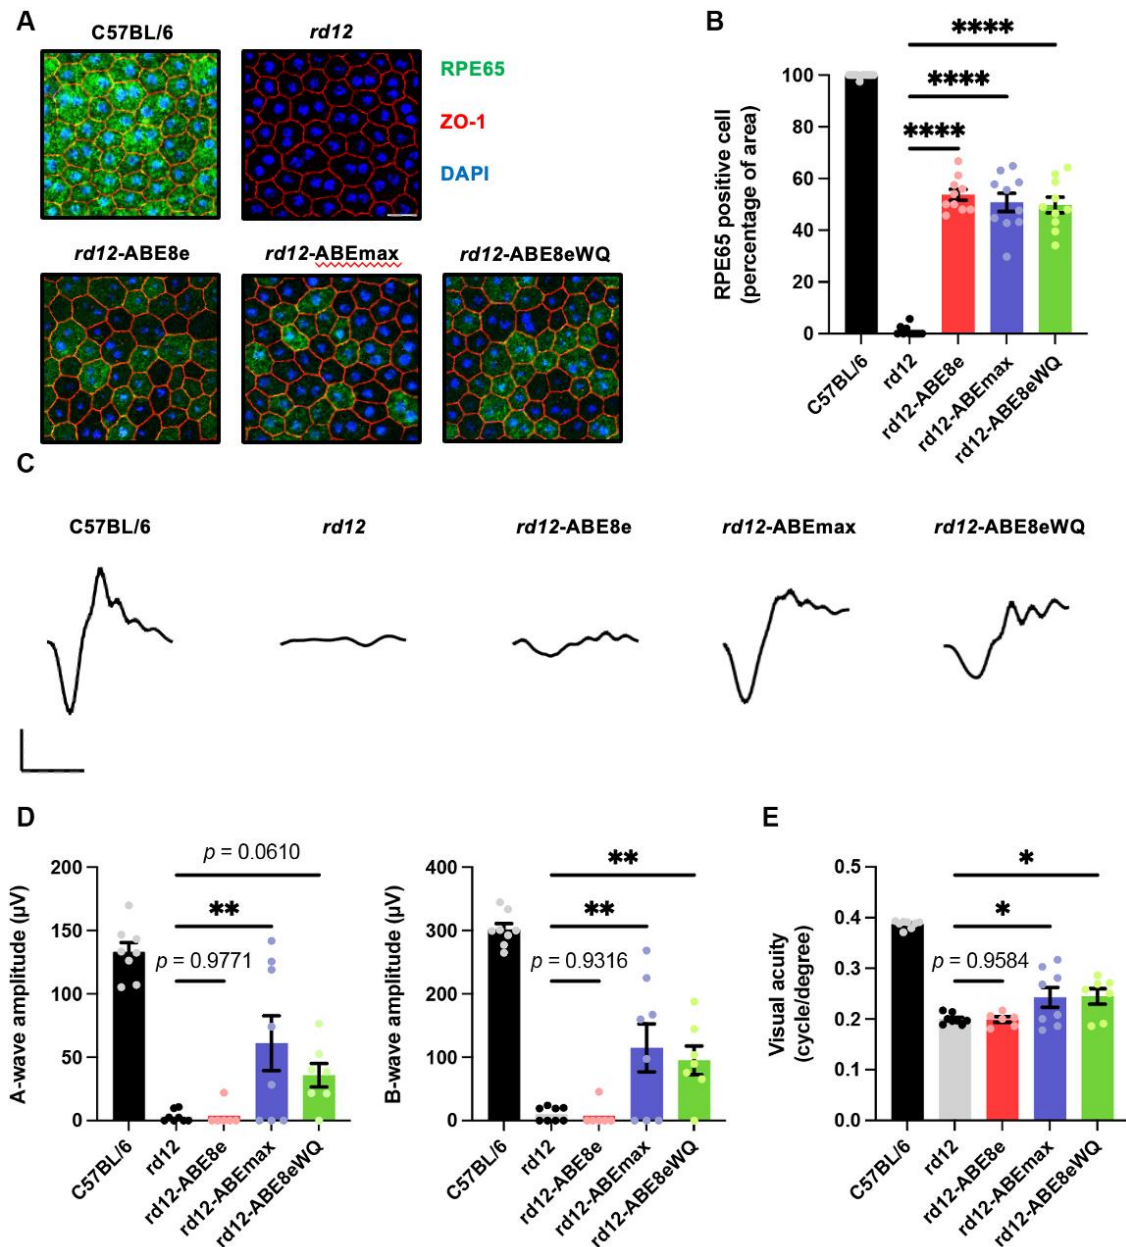 A
C57BL/6
rd12
RPE65
ZO-1
DAPI
rd12-ABE8e
rd12-ABEmax
rd12-ABE8eWQ
B
****
****
****
RPE65 positive cell
(percentage of area)
100
80
60
40
20
0
C57BL/6
rd12
rd12-ABE8e
rd12-ABEmax
rd12-ABE8eWQ
C
C57BL/6
rd12
rd12-ABE8e
rd12-ABEmax
rd12-ABE8eWQ
D
A-wave amplitude (µV)
200
150
100
50
0
p = 0.0610
**
p = 0.9771
C57BL/6
rd12
rd12-ABE8e
rd12-ABEmax
rd12-ABE8eWQ
B-wave amplitude (µV)
400
300
200
100
0
**
**
p = 0.9316
C57BL/6
rd12
rd12-ABE8e
rd12-ABEmax
rd12-ABE8eWQ
E
Visual acuity
(cycle/degree)
0.5
0.4
0.3
0.2
0.1
0.0
*
*
p = 0.9584
C57BL/6
rd12
rd12-ABE8e
rd12-ABEmax
rd12-ABE8eWQ